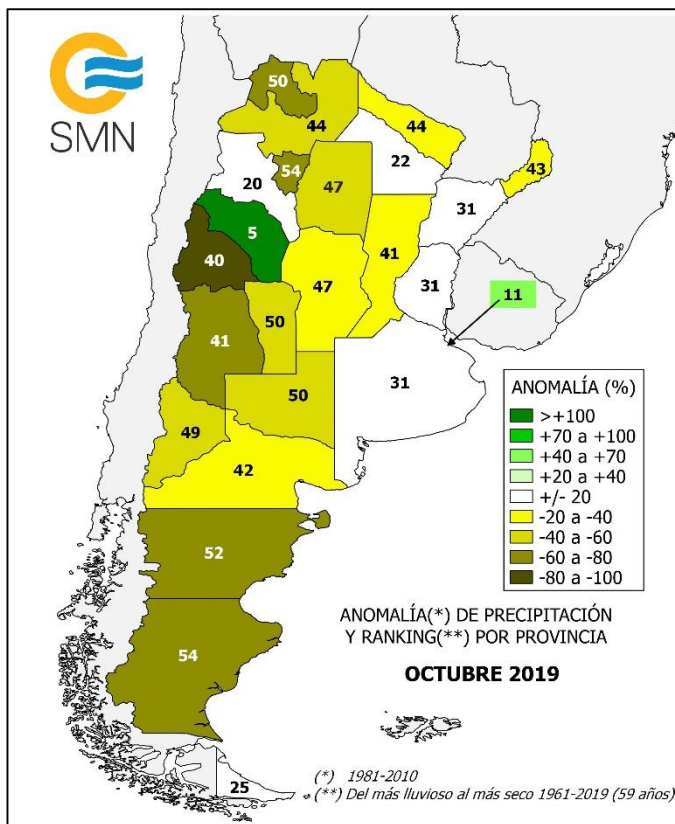 SMN
50
44
44
54
22
43
20
47
31
5
40
41
47
31
11
50
41
31
50
49
42
52
54
25
ANOMALÍA (%)
>+100
+70 a +100
+40 a +70
+20 a +40
+/- 20
-20 a -40
-40 a -60
-60 a -80
-80 a -100
ANOMALÍA(*) DE PRECIPITACIÓN
Y RANKING(**) POR PROVINCIA
OCTUBRE 2019
(*) 1981-2010
(**) Del más lluvioso al más seco 1961-2019 (59 años)